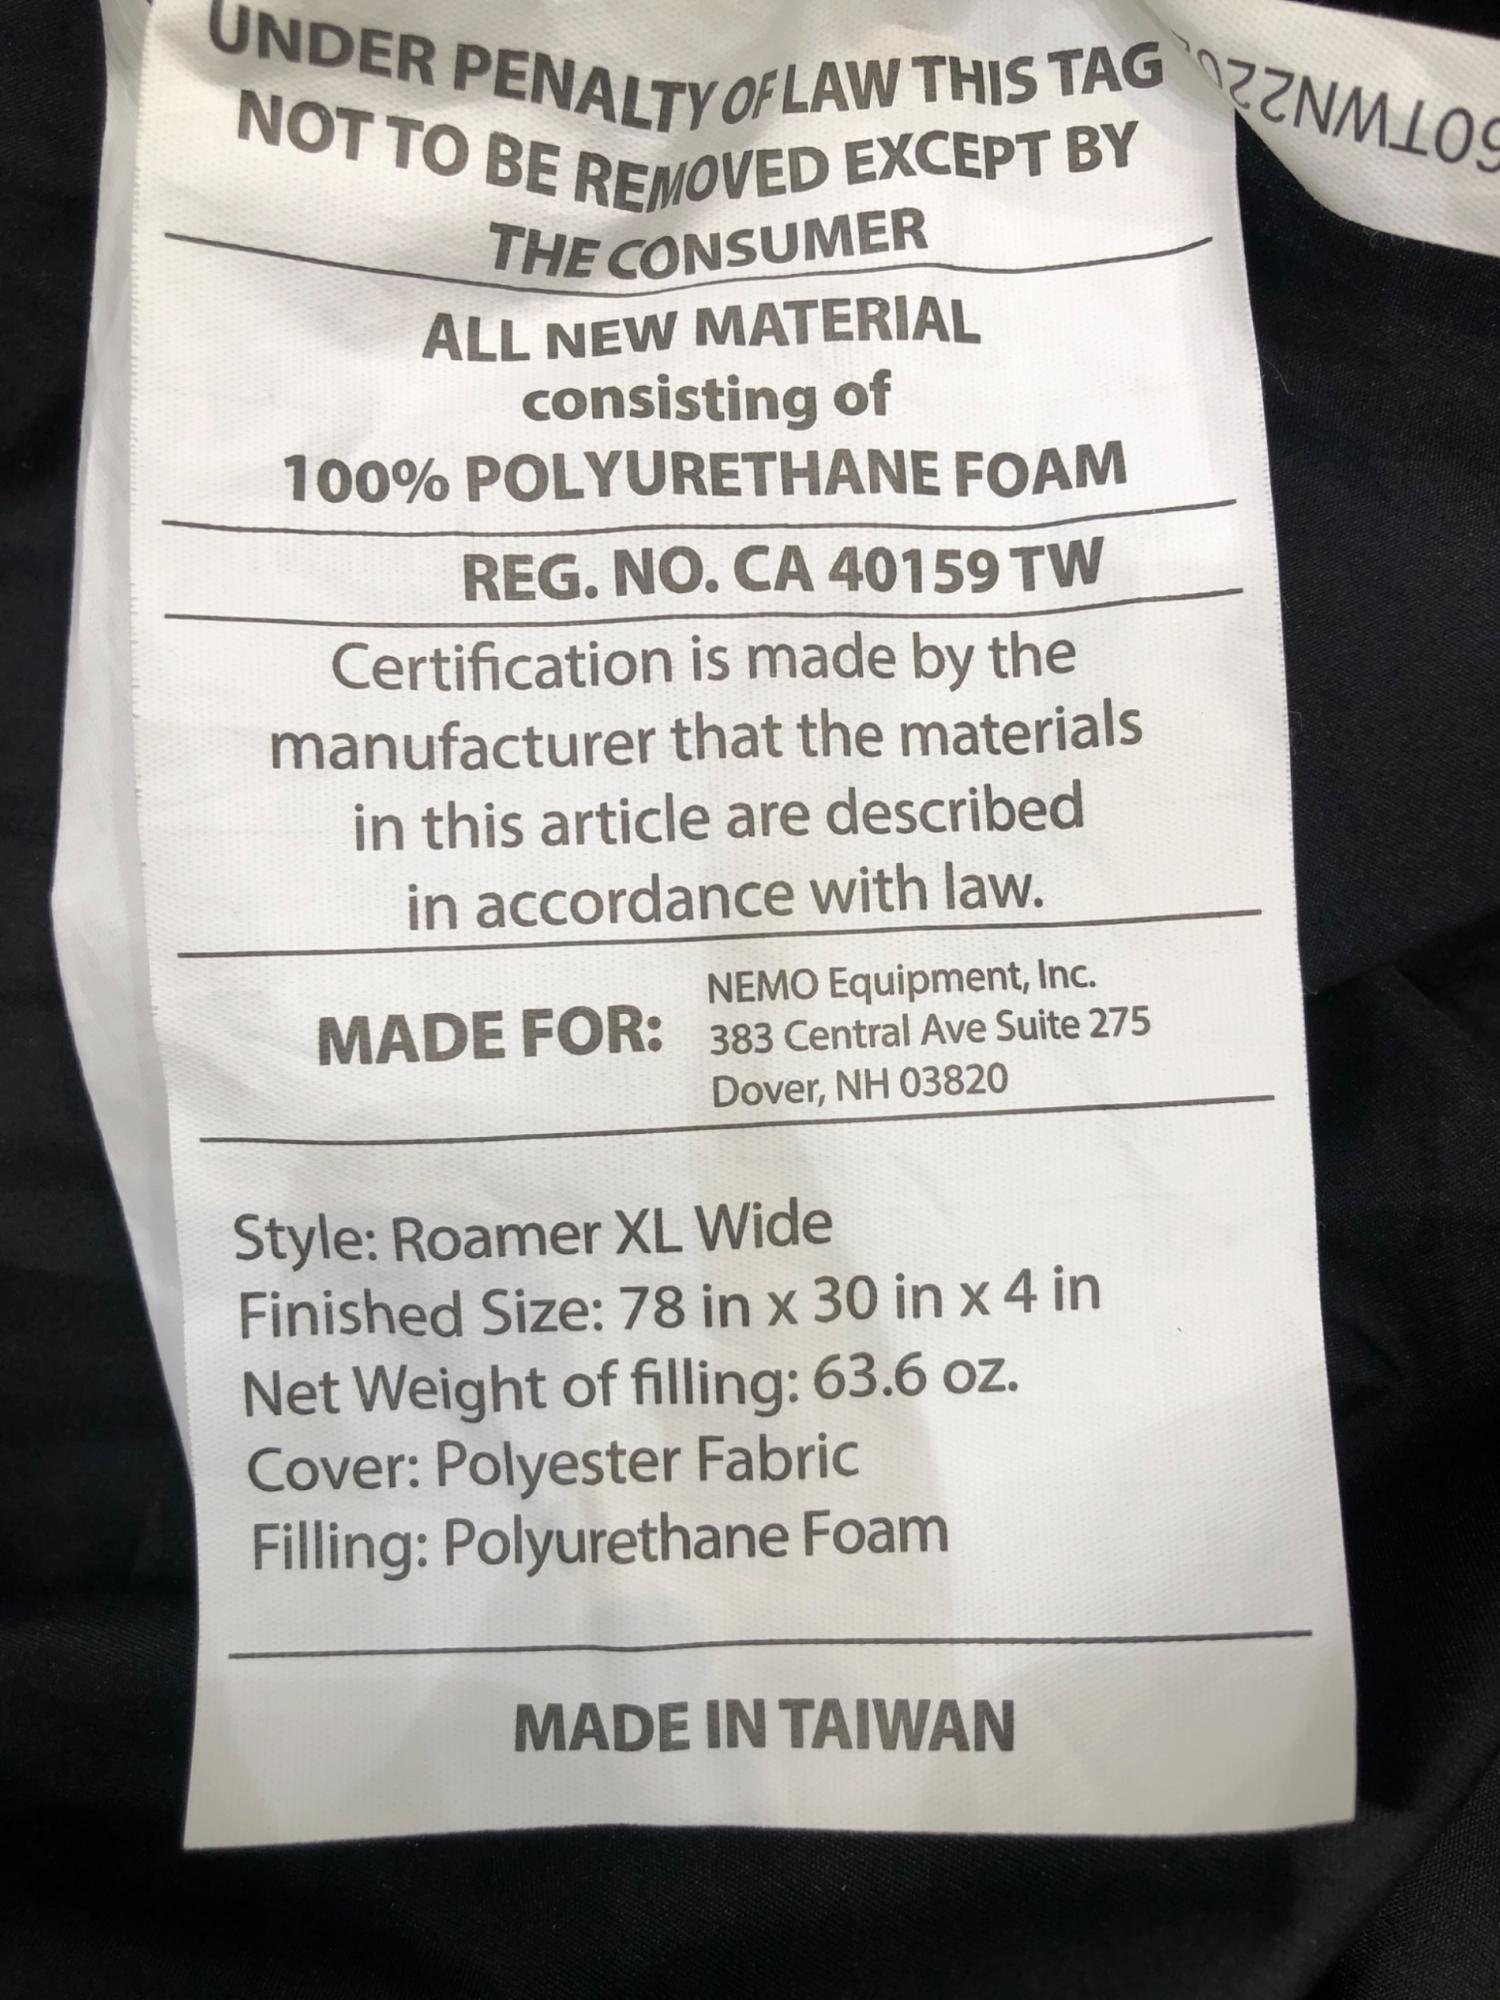 UNDER PENALTY OF LAW THIS TAG
NOT TO BE REMOVED EXCEPT BY
THE CONSUMER
ALL NEW MATERIAL
consisting of
100% POLYURETHANE FOAM
REG. NO. CA 40159 TW
Certification is made by the
manufacturer that the materials
in this article are described
in accordance with law.
MADE FOR:
NEMO Equipment, Inc.
383 Central Ave Suite 275
Dover, NH 03820
Style: Roamer XL Wide
Finished Size: 78 in x 30 in x 4 in
Net Weight of filling: 63.6 oz.
Cover: Polyester Fabric
Filling: Polyurethane Foam
MADE IN TAIWAN